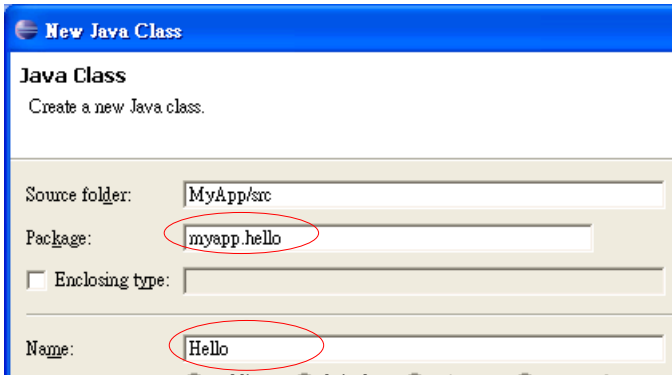 New Java Class
Java Class
Create a new Java class.
Source folder: MyApp/src
Package: myapp.hello
Enclosing type:
Name: Hello